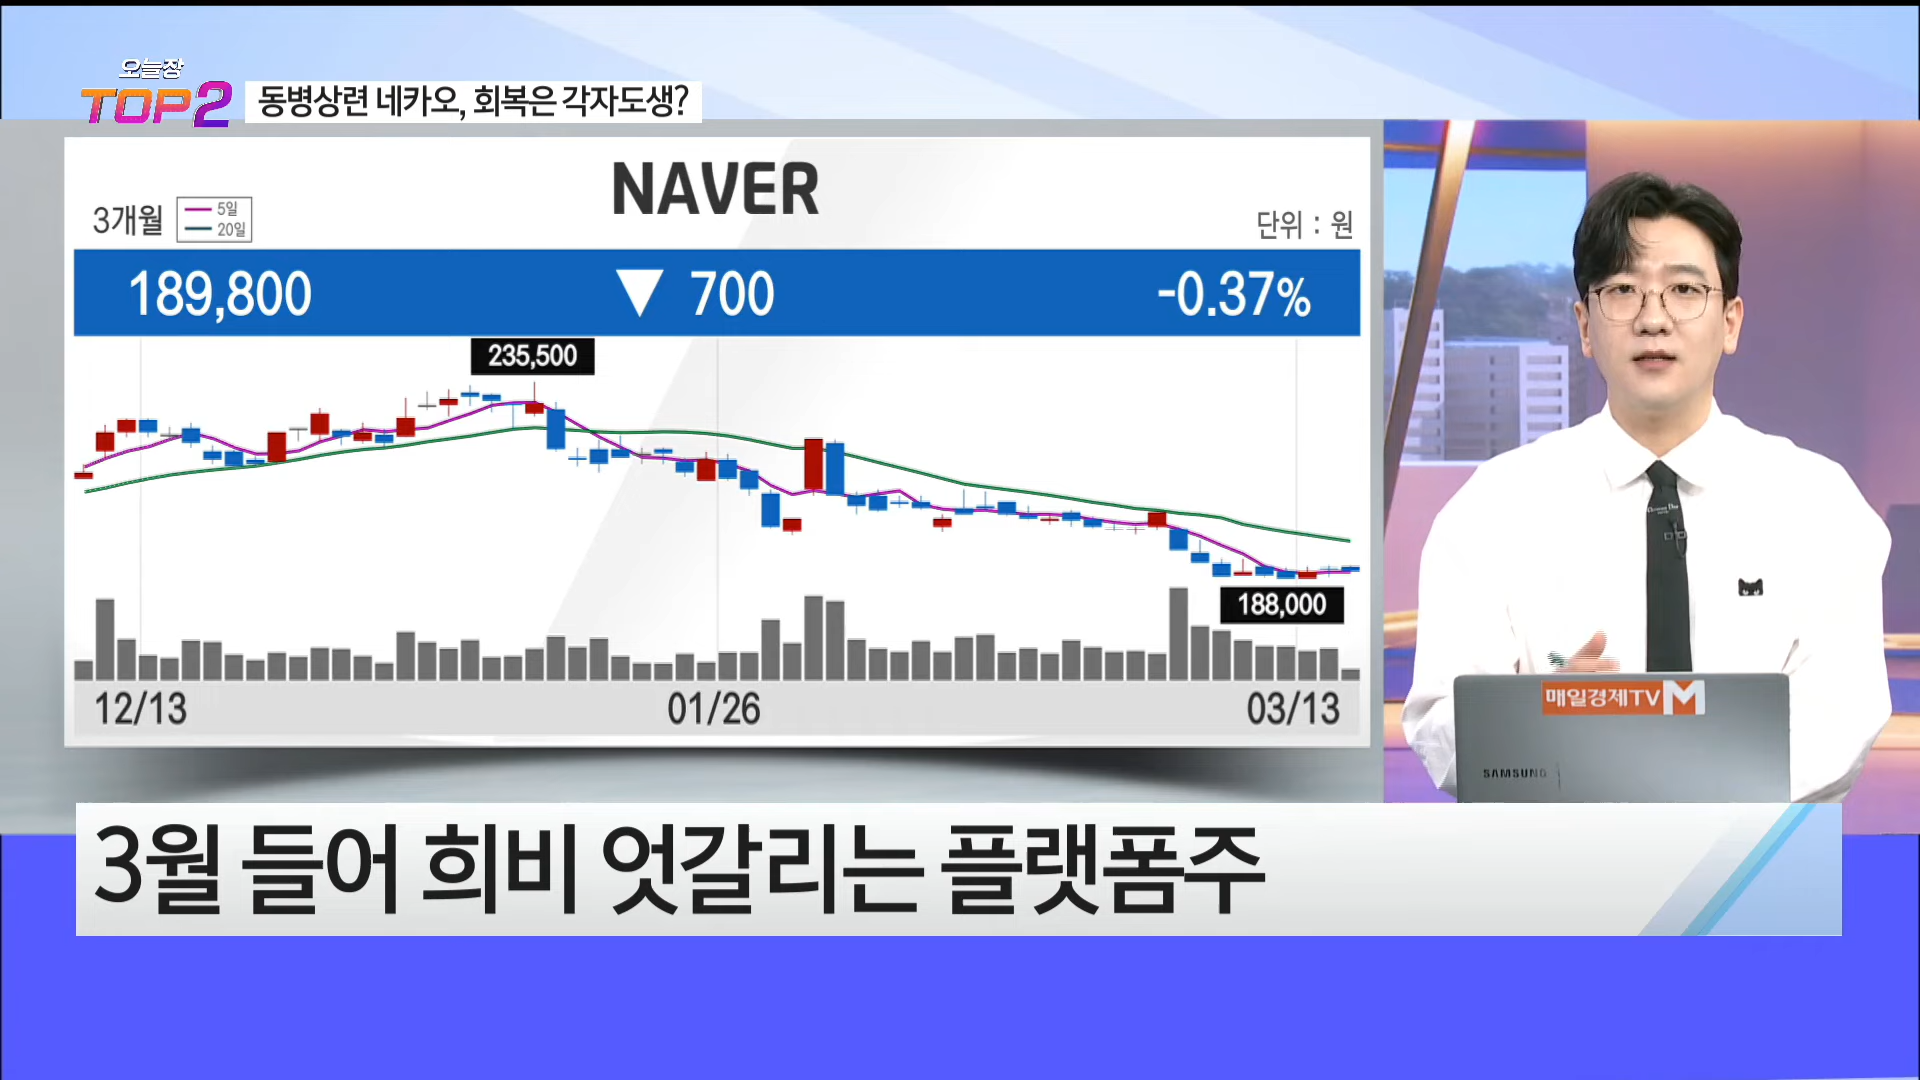 오늘장
TOP2
동병상련 네카오, 회복은 각자도생?
NAVER
3개월
5일
20일
단위 : 원
189,800 ▼ 700 -0.37%
235,500
188,000
12/13 01/26 03/13
매일경제TV M
SAMSUNG
3월 들어 희비 엇갈리는 플랫폼주